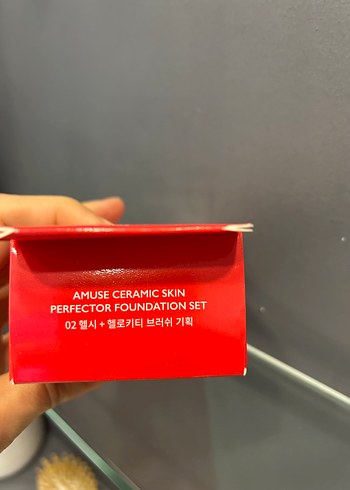 AMUSE CERAMIC SKIN
PERFECTOR FOUNDATION SET
02 헬시 + 헬로키티 브러쉬 기획